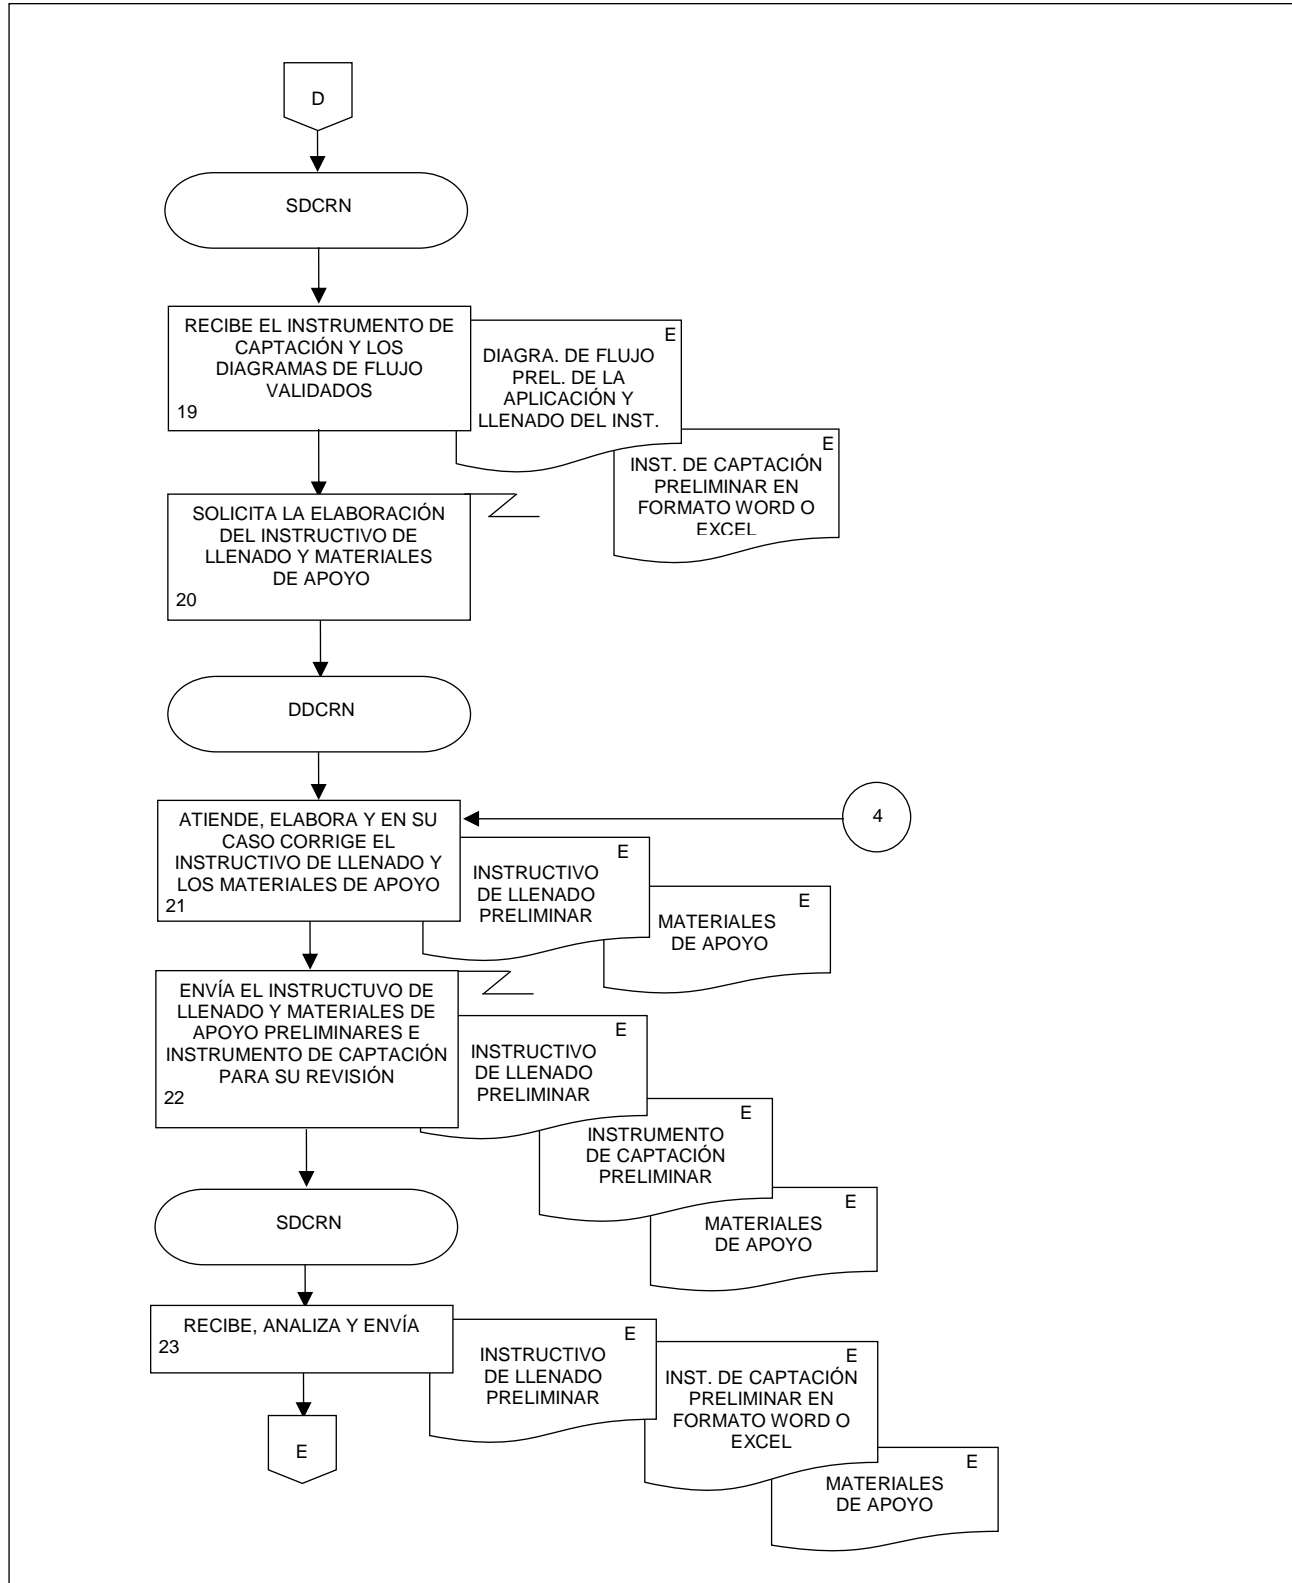 D
SDCRN
RECIBE EL INSTRUMENTO DE
CAPTACIÓN Y LOS
DIAGRAMAS DE FLUJO
VALIDADOS
19
E
DIAGRA. DE FLUJO
PREL. DE LA
APLICACIÓN Y
LLENADO DEL INST.
E
INST. DE CAPTACIÓN
PRELIMINAR EN
FORMATO WORD O
EXCEL
SOLICITA LA ELABORACIÓN
DEL INSTRUCTIVO DE
LLENADO Y MATERIALES
DE APOYO
20
DDCRN
4
ATIENDE, ELABORA Y EN SU
CASO CORRIGE EL
INSTRUCTIVO DE LLENADO Y
LOS MATERIALES DE APOYO
21
E
INSTRUCTIVO
DE LLENADO
PRELIMINAR
E
MATERIALES
DE APOYO
ENVÍA EL INSTRUCTUVO DE
LLENADO Y MATERIALES DE
APOYO PRELIMINARES E
INSTRUMENTO DE CAPTACIÓN
PARA SU REVISIÓN
22
E
INSTRUCTIVO
DE LLENADO
PRELIMINAR
E
INSTRUMENTO
DE CAPTACIÓN
PRELIMINAR
E
MATERIALES
DE APOYO
SDCRN
RECIBE, ANALIZA Y ENVÍA
23
E
INSTRUCTIVO
DE LLENADO
PRELIMINAR
E
INST. DE CAPTACIÓN
PRELIMINAR EN
FORMATO WORD O
EXCEL
E
MATERIALES
DE APOYO
E